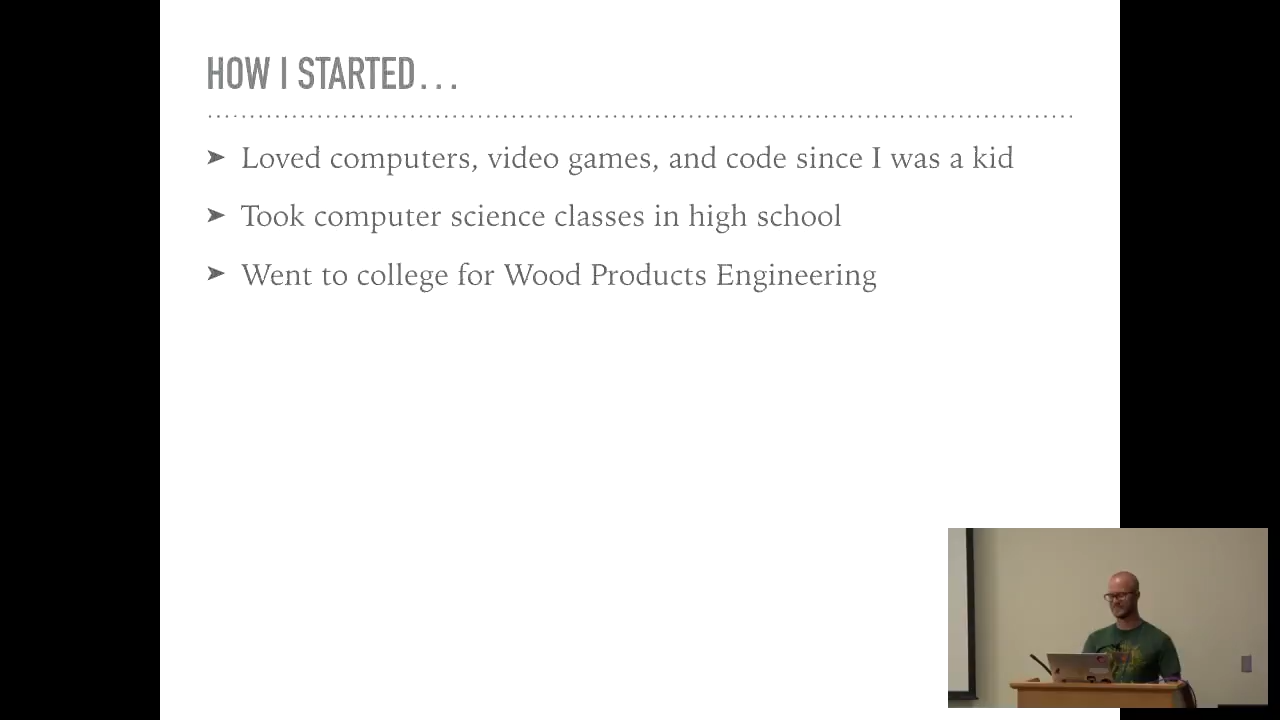 HOW I STARTED...
➤ Loved computers, video games, and code since I was a kid
➤ Took computer science classes in high school
➤ Went to college for Wood Products Engineering